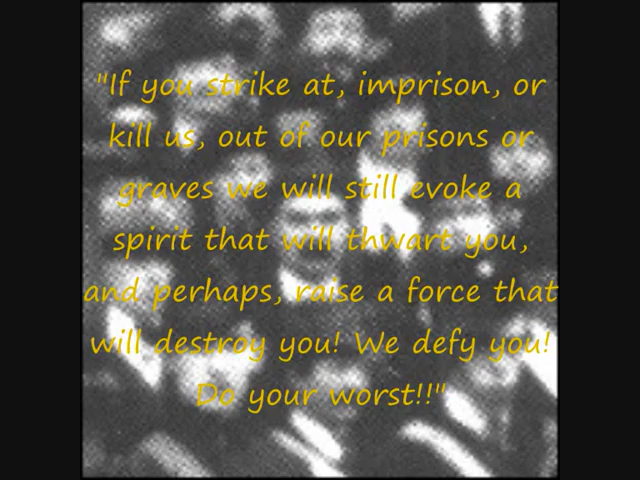 "If you strike at, imprison, or
kill us, out of our prisons or
graves we will still evoke a
spirit that will thwart you,
and perhaps, raise a force that
will destroy you! We defy you!
Do your worst!!"